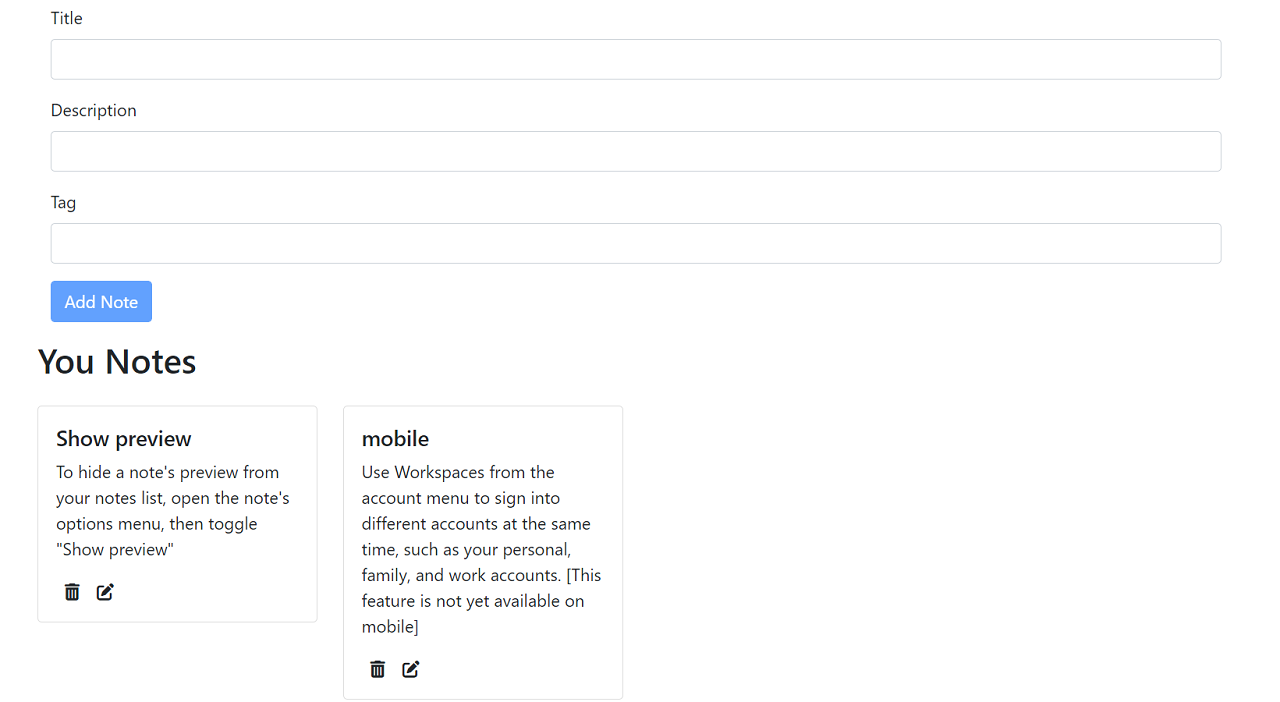 Title
Description
Tag
Add Note
You Notes
Show preview
To hide a note's preview from
your notes list, open the note's
options menu, then toggle
"Show preview"
mobile
Use Workspaces from the
account menu to sign into
different accounts at the same
time, such as your personal,
family, and work accounts. [This
feature is not yet available on
mobile]